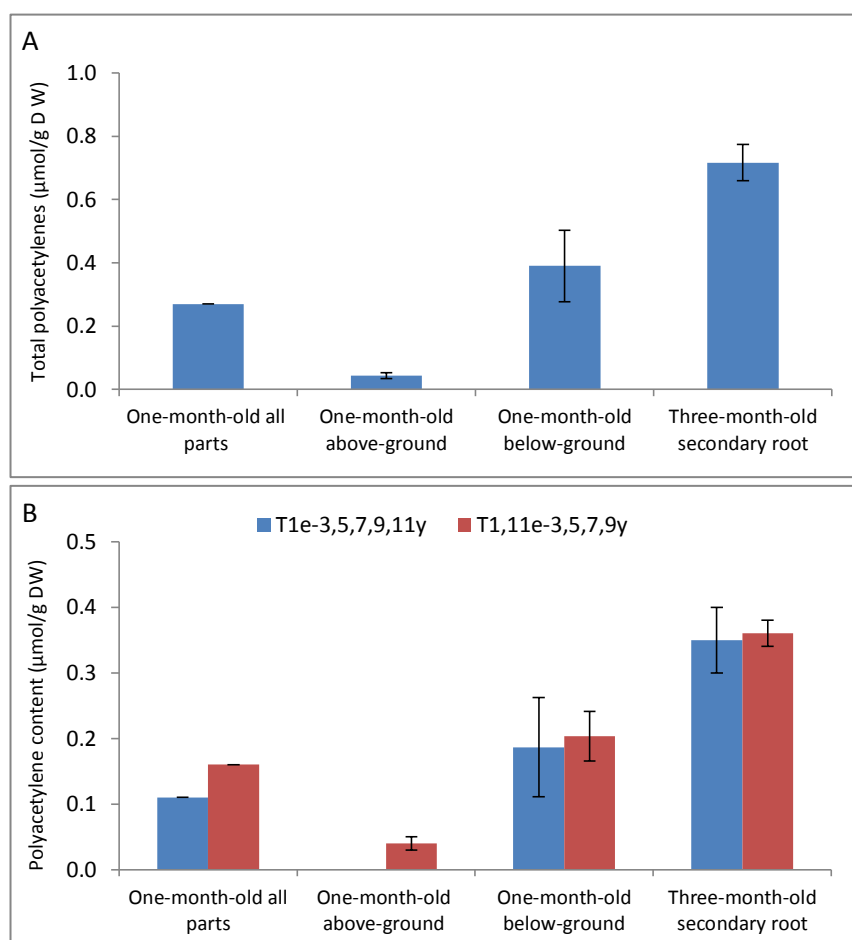 A
Total polyacetylenes (µmol/g D W)
1.0
0.8
0.6
0.4
0.2
0.0
One-month-old all
parts
One-month-old
above-ground
One-month-old
below-ground
Three-month-old
secondary root
B
T1e-3,5,7,9,11y
T1,11e-3,5,7,9y
Polyacetylene content (µmol/g DW)
0.5
0.4
0.3
0.2
0.1
0.0
One-month-old all
parts
One-month-old
above-ground
One-month-old
below-ground
Three-month-old
secondary root